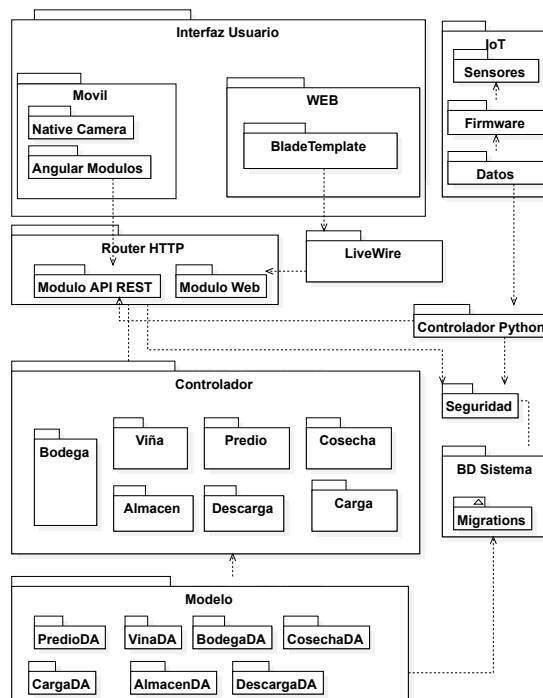 Interfaz Usuario
Movil
Native Camera
Angular Modulos
WEB
BladeTemplate
IoT
Sensores
Firmware
Datos
Router HTTP
Modulo API REST
Modulo Web
LiveWire
Controlador Python
Controlador
Bodega
Viña
Predio
Cosecha
Almacen
Descarga
Carga
Seguridad
BD Sistema
Migrations
Modelo
PredioDA
VinaDA
BodegaDA
CosechaDA
CargaDA
AlmacenDA
DescargaDA